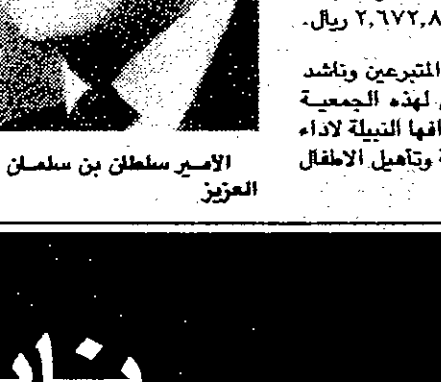 ٢,٦٧٢,٨ ريال.
المتبرعين وناشد
لهذه الجمعية
افها النبيلة لاداء
ة وتأهيل الاطفال
الامير سلطان بن سلمان
العزيز